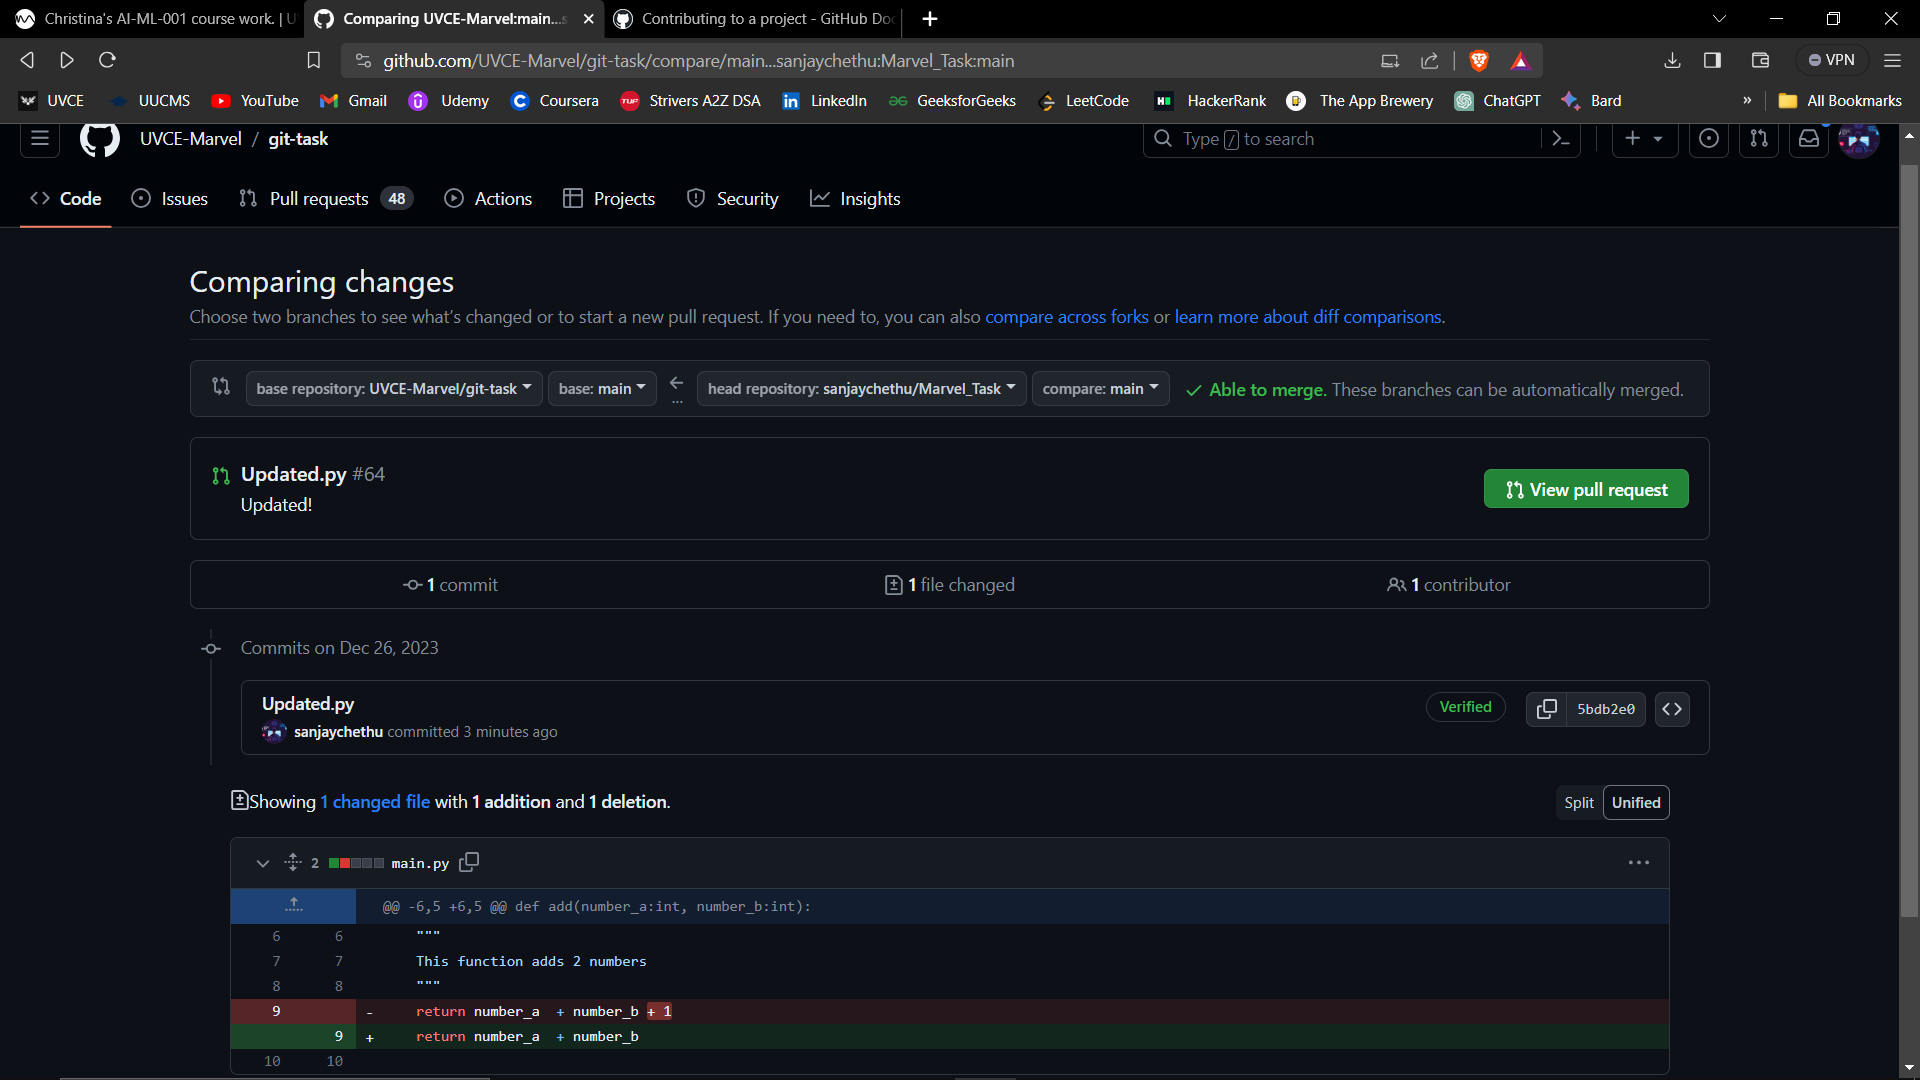 Christina's AI-ML-001 course work. | U
Comparing UVCE-Marvel:main...s
Contributing to a project - GitHub Doc
github.com/UVCE-Marvel/git-task/compare/main...sanjaychethu:Marvel_Task:main
VPN
UVCE
UUCMS
YouTube
Gmail
Udemy
Coursera
TUF
Strivers A2Z DSA
LinkedIn
GeeksforGeeks
LeetCode
HackerRank
The App Brewery
ChatGPT
Bard
»
All Bookmarks
UVCE-Marvel / git-task
Type / to search
Code
Issues
Pull requests 48
Actions
Projects
Security
Insights
Comparing changes
Choose two branches to see what's changed or to start a new pull request. If you need to, you can also compare across forks or learn more about diff comparisons.
base repository: UVCE-Marvel/git-task
base: main
...
head repository: sanjaychethu/Marvel_Task
compare: main
✓ Able to merge. These branches can be automatically merged.
Updated.py #64
Updated!
View pull request
1 commit
1 file changed
1 contributor
Commits on Dec 26, 2023
Updated.py
sanjaychethu committed 3 minutes ago
Verified
5bdb2e0
Showing 1 changed file with 1 addition and 1 deletion.
Split
Unified
2 main.py
@@ -6,5 +6,5 @@ def add(number_a:int, number_b:int):
6 6 """
7 7 This function adds 2 numbers
8 8 """
9 - return number_a  + number_b + 1
9 + return number_a  + number_b
10 10